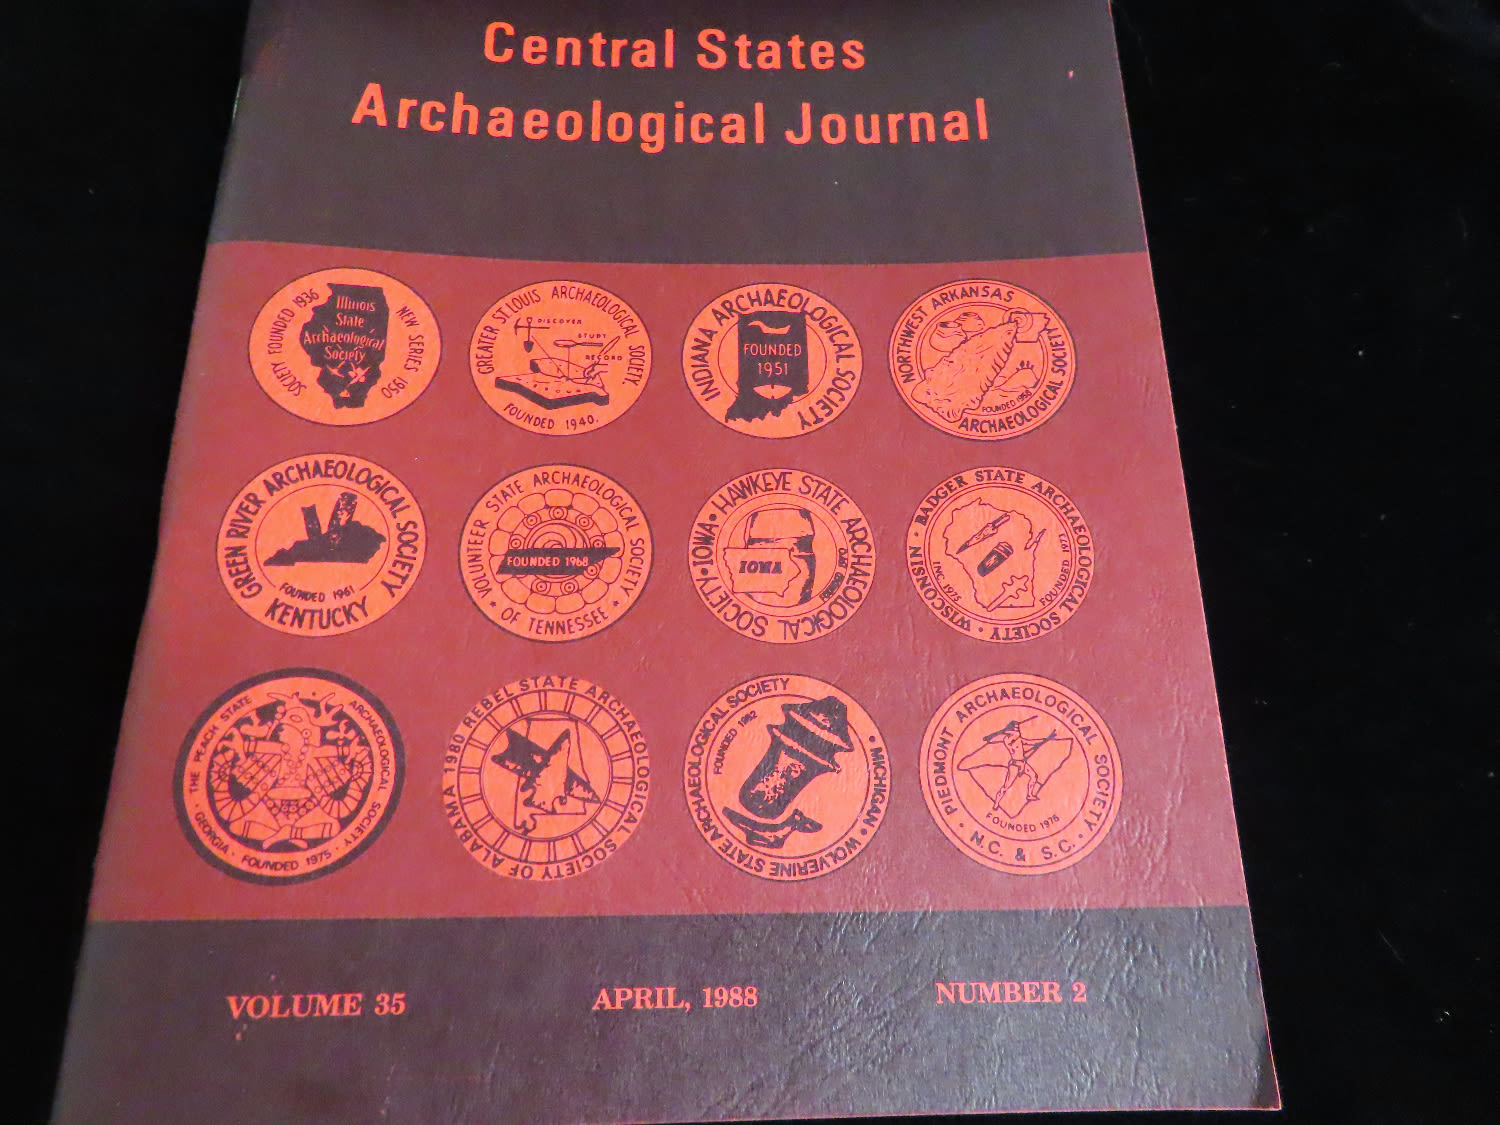 Central States
Archaeological Journal
SOCIETY FOUNDED 1936
NEW SERIES 1950
Illinois
State
Archaeological
Society
GREATER ST LOUIS ARCHAEOLOGICAL SOCIETY.
DISCOVER
STUDY
RECORD
FOUNDED 1940.
INDIANA ARCHAEOLOGICAL SOCIETY
FOUNDED
1951
NORTHWEST ARKANSAS
ARCHAEOLOGICAL SOCIETY
GREEN RIVER ARCHAEOLOGICAL SOCIETY
FOUNDED 1961
KENTUCKY
VOLUNTEER STATE ARCHAEOLOGICAL SOCIETY
FOUNDED 1968
• OF TENNESSEE •
• IOWA • HAWKEYE STATE ARCHAEOLOGICAL SOCIETY
IOWA
BADGER STATE ARCHAEOLOGICAL SOCIETY • WISCONSIN •
INC. 1975
FOUNDED
THE PEACH STATE ARCHAEOLOGICAL SOCIETY
• GEORGIA • FOUNDED 1975 •
1980 REBEL STATE ARCHAEOLOGICAL SOCIETY OF ALABAMA
WOLVERINE STATE ARCHAEOLOGICAL SOCIETY
FOUNDED 1982
• MICHIGAN •
PIEDMONT ARCHAEOLOGICAL SOCIETY
FOUNDED 1976
• N.C. & S.C. •
VOLUME 35
APRIL, 1988
NUMBER 2